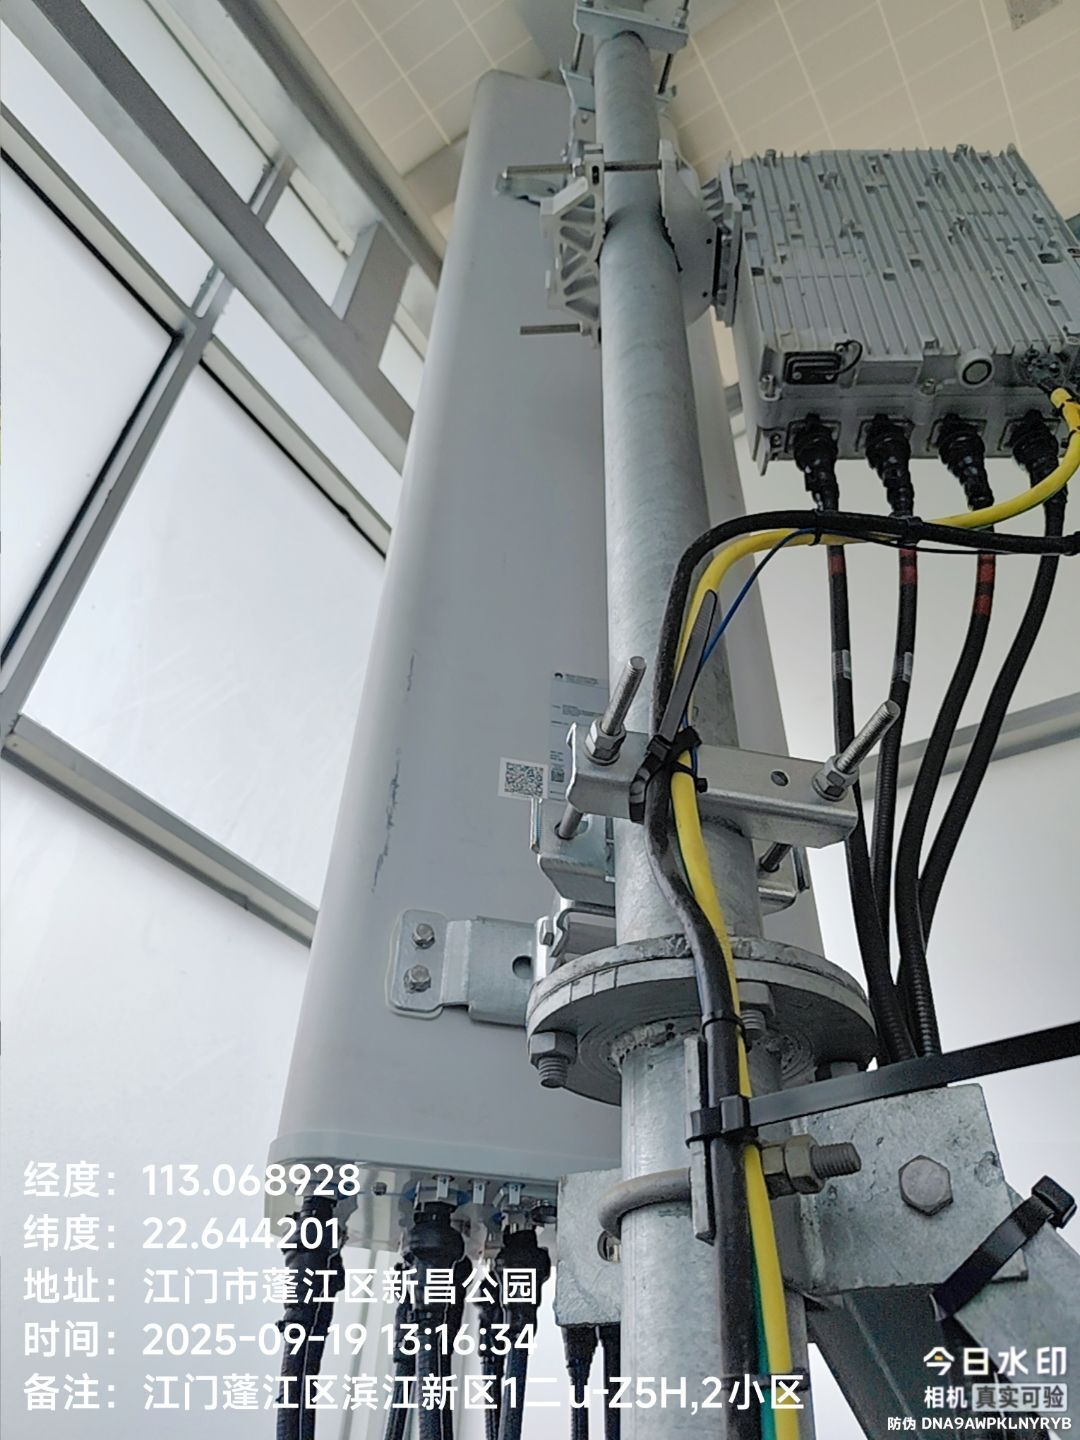 经度：113.068928
纬度：22.644201
地址：江门市蓬江区新昌公园
时间：2025-09-19 13:16:34
备注：江门蓬江区滨江新区1二u-Z5H,2小区
今日水印
相机 真实可验
防伪 DNA9AWPKLNYRYB